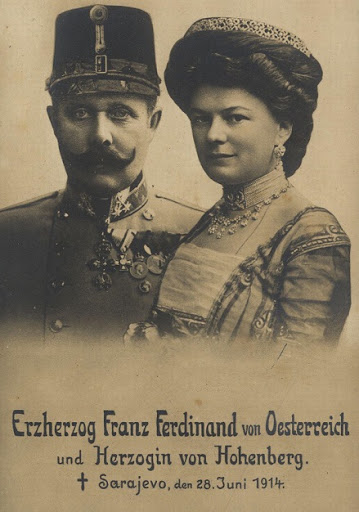 Erzherzog Franz Ferdinand von Oesterreich
und Herzogin von Hohenberg.
† Sarajevo, den 28. Juni 1914.